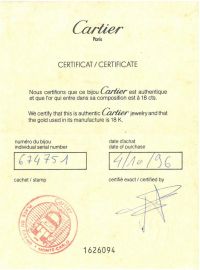 Cartier
Paris
CERTIFICAT / CERTIFICATE
Nous certifions que ce bijou Cartier est authentique
et que l'or qui entre dans sa composition est à 18 cts.
We certify that this is authentic Cartier jewelry and that
the gold used in its manufacture is 18 K.
numéro du bijou
individual serial number
date d'achat
date of purchase
674751
4/10/96
cachet / stamp
certifié exact / certified by
MONTE-CARLO
1626094